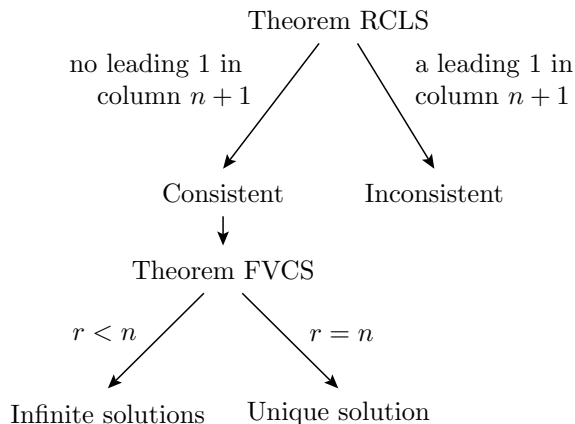 Theorem RCLS
no leading 1 in
column n + 1
a leading 1 in
column n + 1
Consistent
Inconsistent
Theorem FVCS
r < n
r = n
Infinite solutions
Unique solution